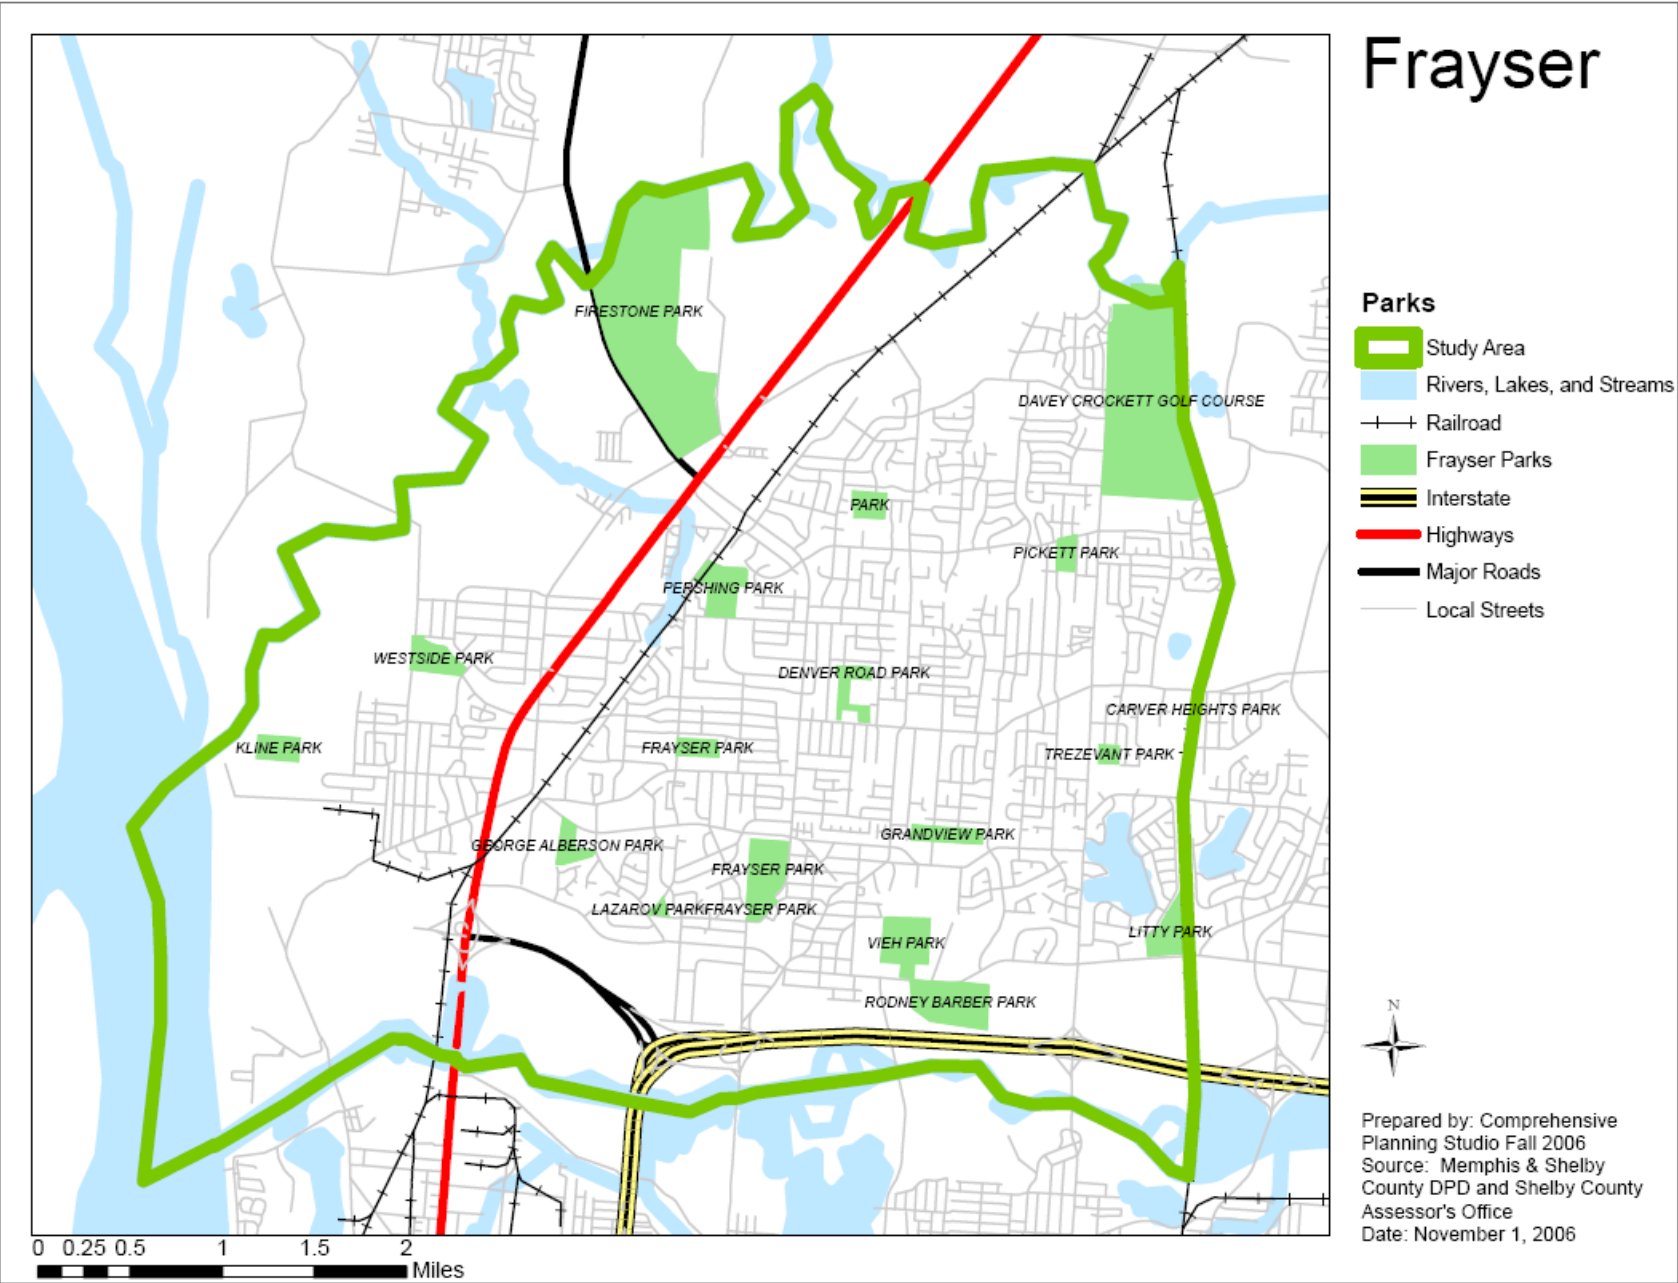 Frayser
FIRESTONE PARK
DAVEY CROCKETT GOLF COURSE
PARK
PICKETT PARK
PERSHING PARK
WESTSIDE PARK
DENVER ROAD PARK
CARVER HEIGHTS PARK
KLINE PARK
FRAYSER PARK
TREZEVANT PARK
GEORGE ALBERSON PARK
GRANDVIEW PARK
FRAYSER PARK
LAZAROV PARK
FRAYSER PARK
LITTY PARK
VIEH PARK
RODNEY BARBER PARK
Parks
Study Area
Rivers, Lakes, and Streams
Railroad
Frayser Parks
Interstate
Highways
Major Roads
Local Streets
N
Prepared by: Comprehensive
Planning Studio Fall 2006
Source: Memphis & Shelby
County DPD and Shelby County
Assessor's Office
Date: November 1, 2006
0 0.25 0.5 1 1.5 2
Miles